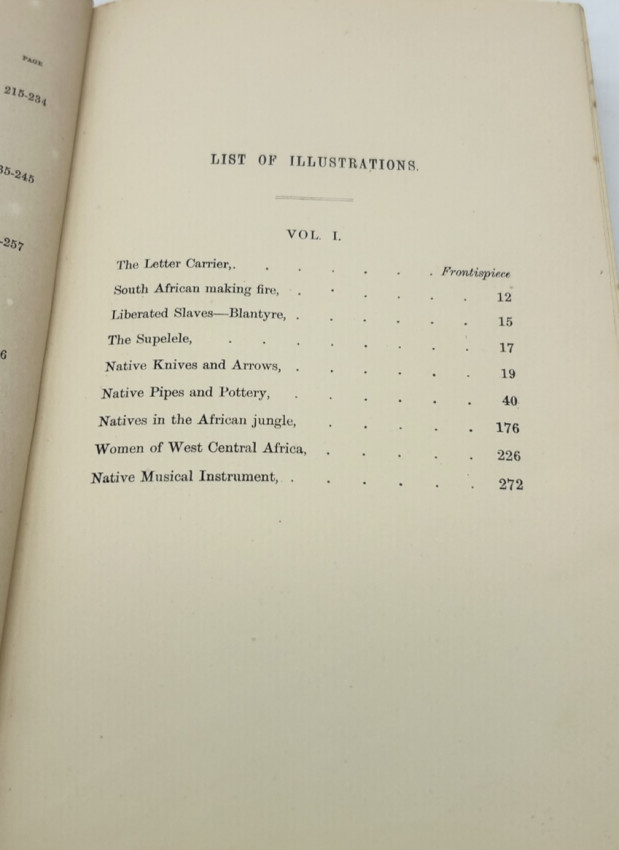 PAGE
215-234
35-245
-257
6
LIST OF ILLUSTRATIONS.
VOL. I.
The Letter Carrier,. . . . . . . Frontispiece
South African making fire, . . . . . . 12
Liberated Slaves—Blantyre, . . . . . . 15
The Supelele, . . . . . . . . 17
Native Knives and Arrows, . . . . . . 19
Native Pipes and Pottery, . . . . . . 40
Natives in the African jungle, . . . . . 176
Women of West Central Africa, . . . . . 226
Native Musical Instrument, . . . . . . 272